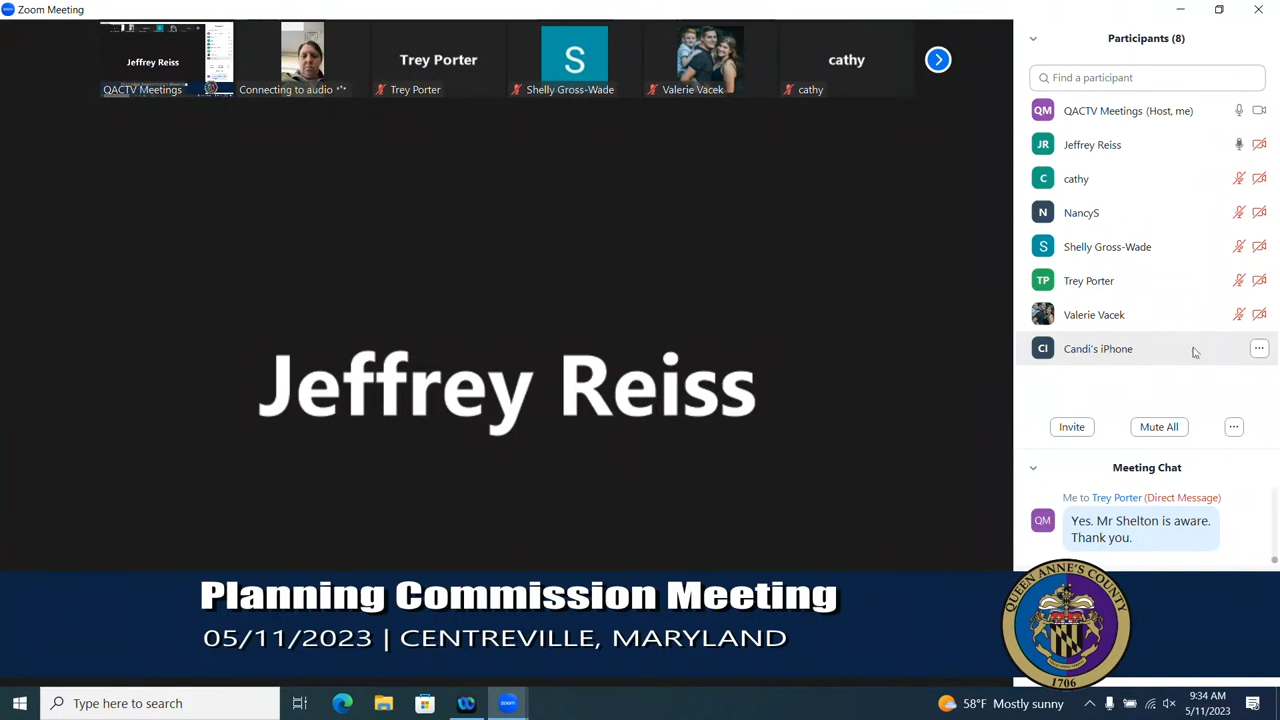 Zoom Meeting
Jeffrey Reiss
QACTV Meetings
Connecting to audio
Trey Porter
Trey Porter
S
Shelly Gross-Wade
Valerie Vacek
cathy
cathy
Jeffrey Reiss
Participants (8)
Find a participant
QM QACTV Meetings (Host, me)
JR Jeffrey Reiss
C cathy
N NancyS
S Shelly Gross-Wade
TP Trey Porter
Valerie Vacek
CI Candi's iPhone
Invite Mute All
Meeting Chat
Me to Trey Porter (Direct Message)
QM
Yes. Mr Shelton is aware.
Thank you.
Planning Commission Meeting
05/11/2023 | CENTREVILLE, MARYLAND
QUEEN ANNE'S COUNTY
1706
Type here to search
58°F Mostly sunny
9:34 AM
5/11/2023